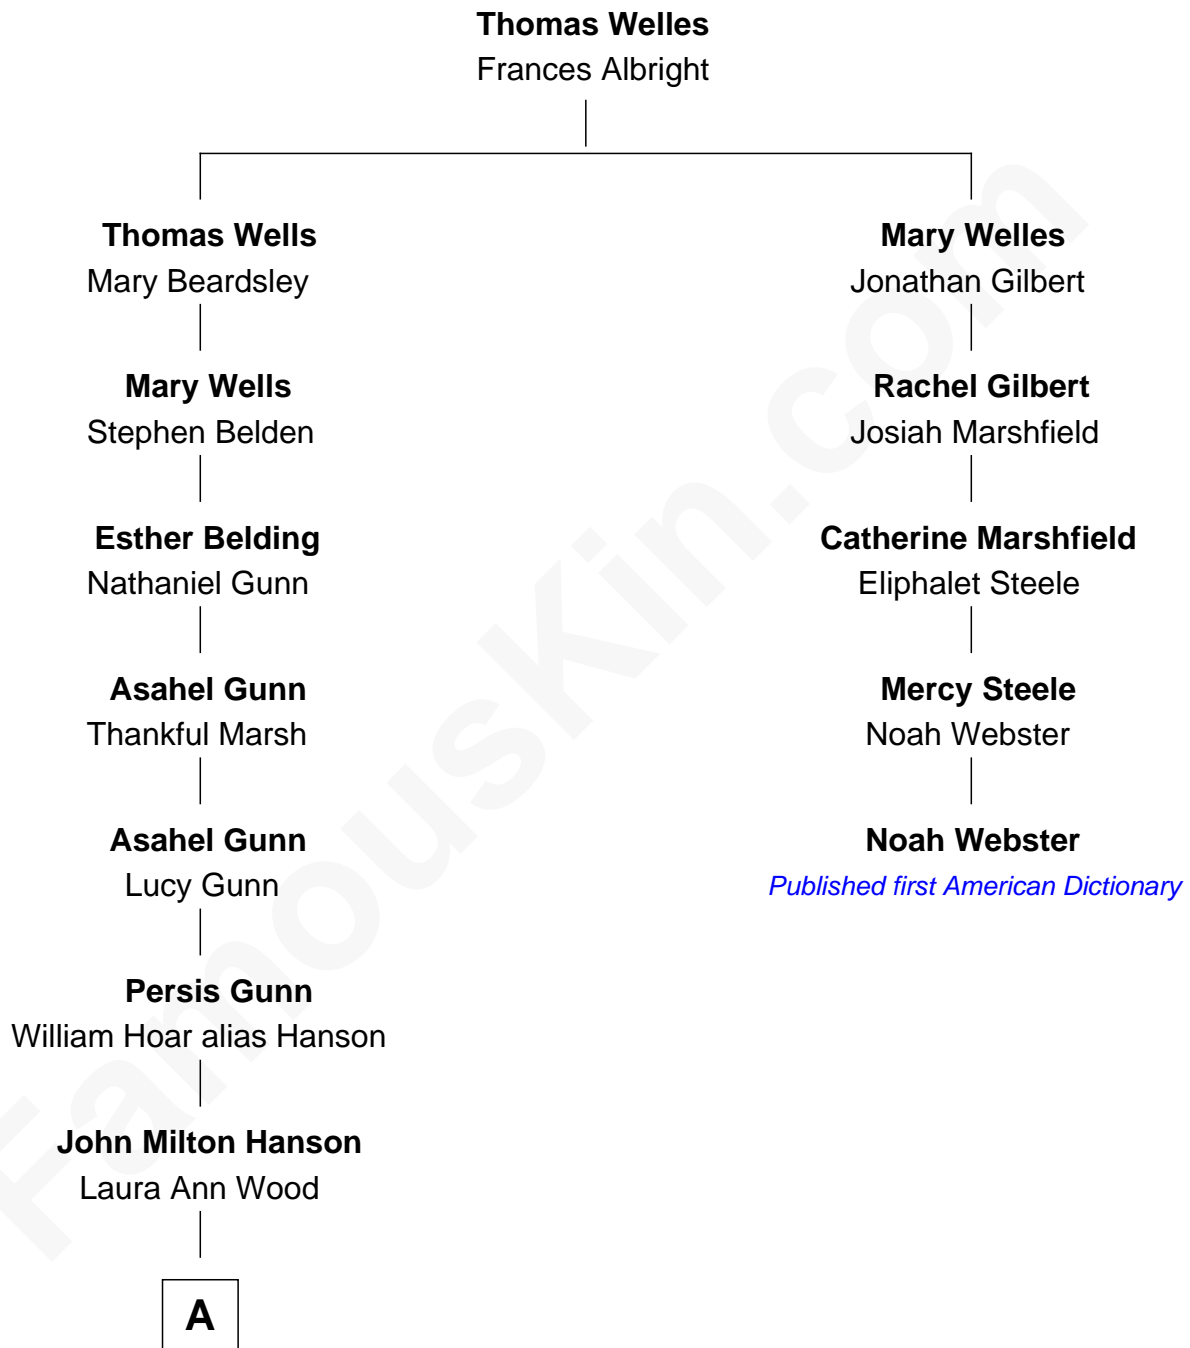 Thomas Welles
Frances Albright
Thomas Wells
Mary Beardsley
Mary Welles
Jonathan Gilbert
Mary Wells
Stephen Belden
Rachel Gilbert
Josiah Marshfield
Esther Belding
Nathaniel Gunn
Catherine Marshfield
Eliphalet Steele
Asahel Gunn
Thankful Marsh
Mercy Steele
Noah Webster
Asahel Gunn
Lucy Gunn
Noah Webster
Published first American Dictionary
Persis Gunn
William Hoar alias Hanson
John Milton Hanson
Laura Ann Wood
A
FamousKin.com